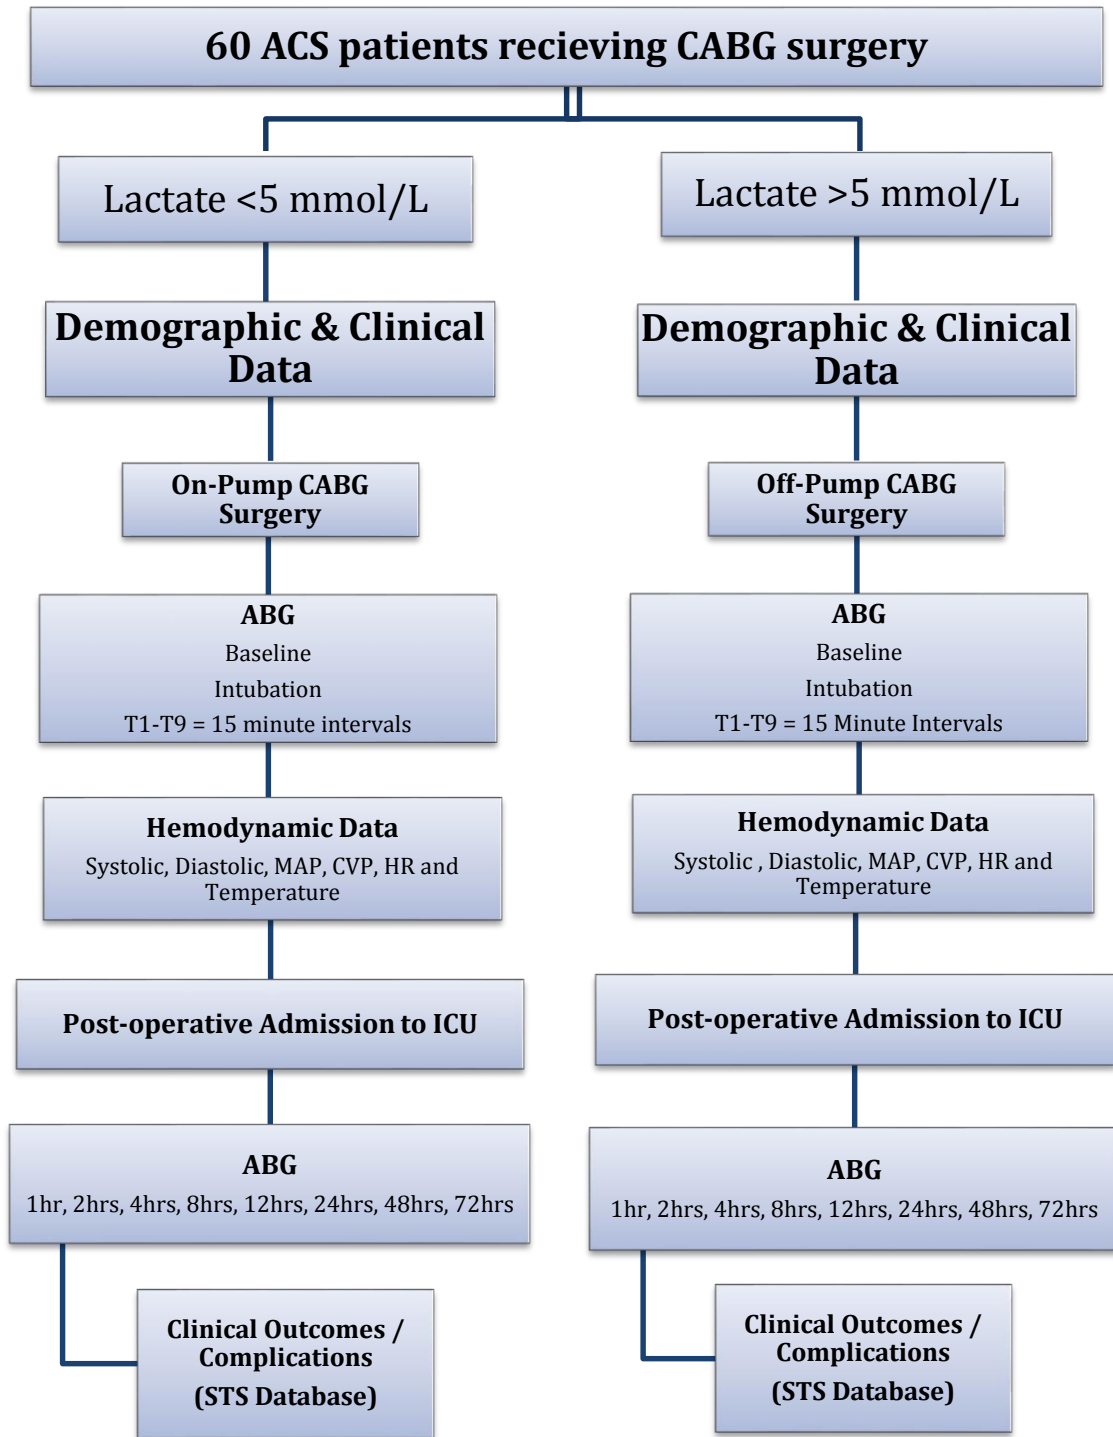 60 ACS patients recieving CABG surgery
Lactate <5 mmol/L
Lactate >5 mmol/L
Demographic & Clinical
Data
Demographic & Clinical
Data
On-Pump CABG
Surgery
Off-Pump CABG
Surgery
ABG
Baseline
Intubation
T1-T9 = 15 minute intervals
ABG
Baseline
Intubation
T1-T9 = 15 Minute Intervals
Hemodynamic Data
Systolic, Diastolic, MAP, CVP, HR and
Temperature
Hemodynamic Data
Systolic , Diastolic, MAP, CVP, HR and
Temperature
Post-operative Admission to ICU
Post-operative Admission to ICU
ABG
1hr, 2hrs, 4hrs, 8hrs, 12hrs, 24hrs, 48hrs, 72hrs
ABG
1hr, 2hrs, 4hrs, 8hrs, 12hrs, 24hrs, 48hrs, 72hrs
Clinical Outcomes /
Complications
(STS Database)
Clinical Outcomes /
Complications
(STS Database)